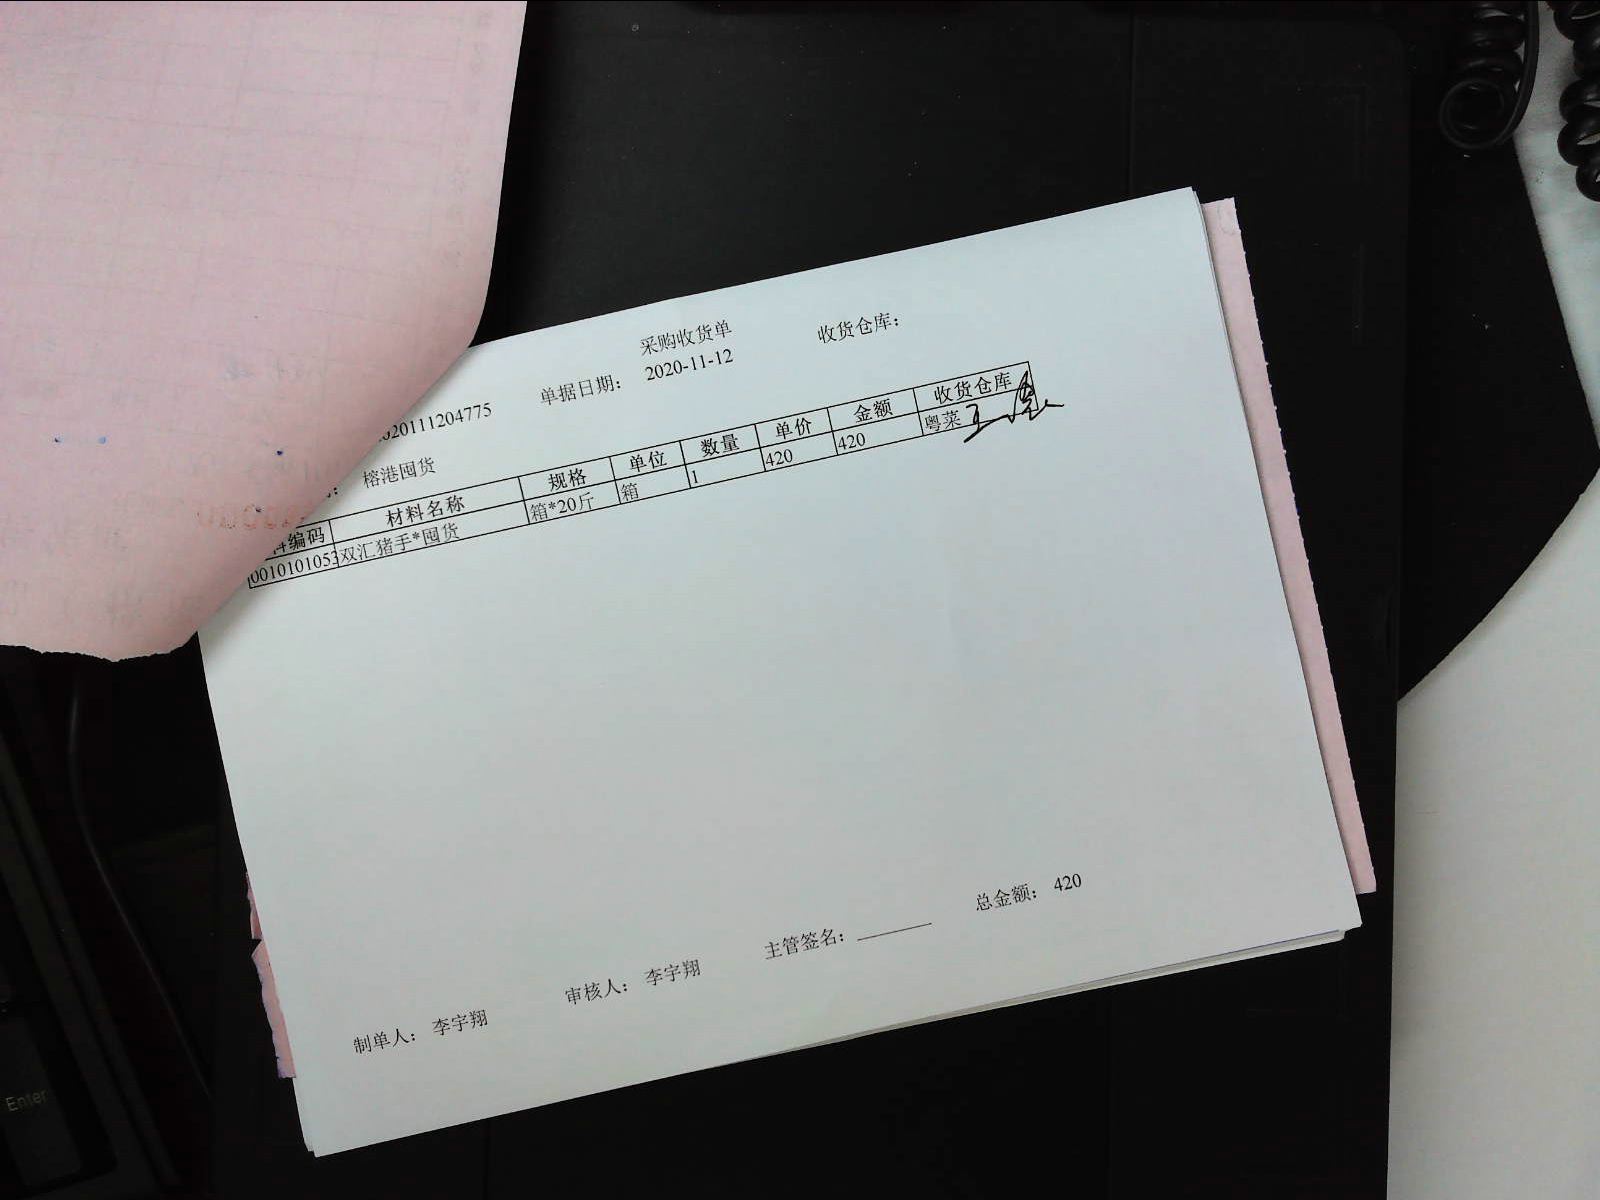 采购收货单
收货仓库：
单据日期： 2020-11-12
020111204775
： 榕港囤货
料编码 材料名称 规格 单位 数量 单价 金额 收货仓库
0010101053 双汇猪手*囤货 箱*20斤 箱 1 420 420 粤菜
总金额： 420
主管签名：
审核人： 李宇翔
制单人： 李宇翔
Enter